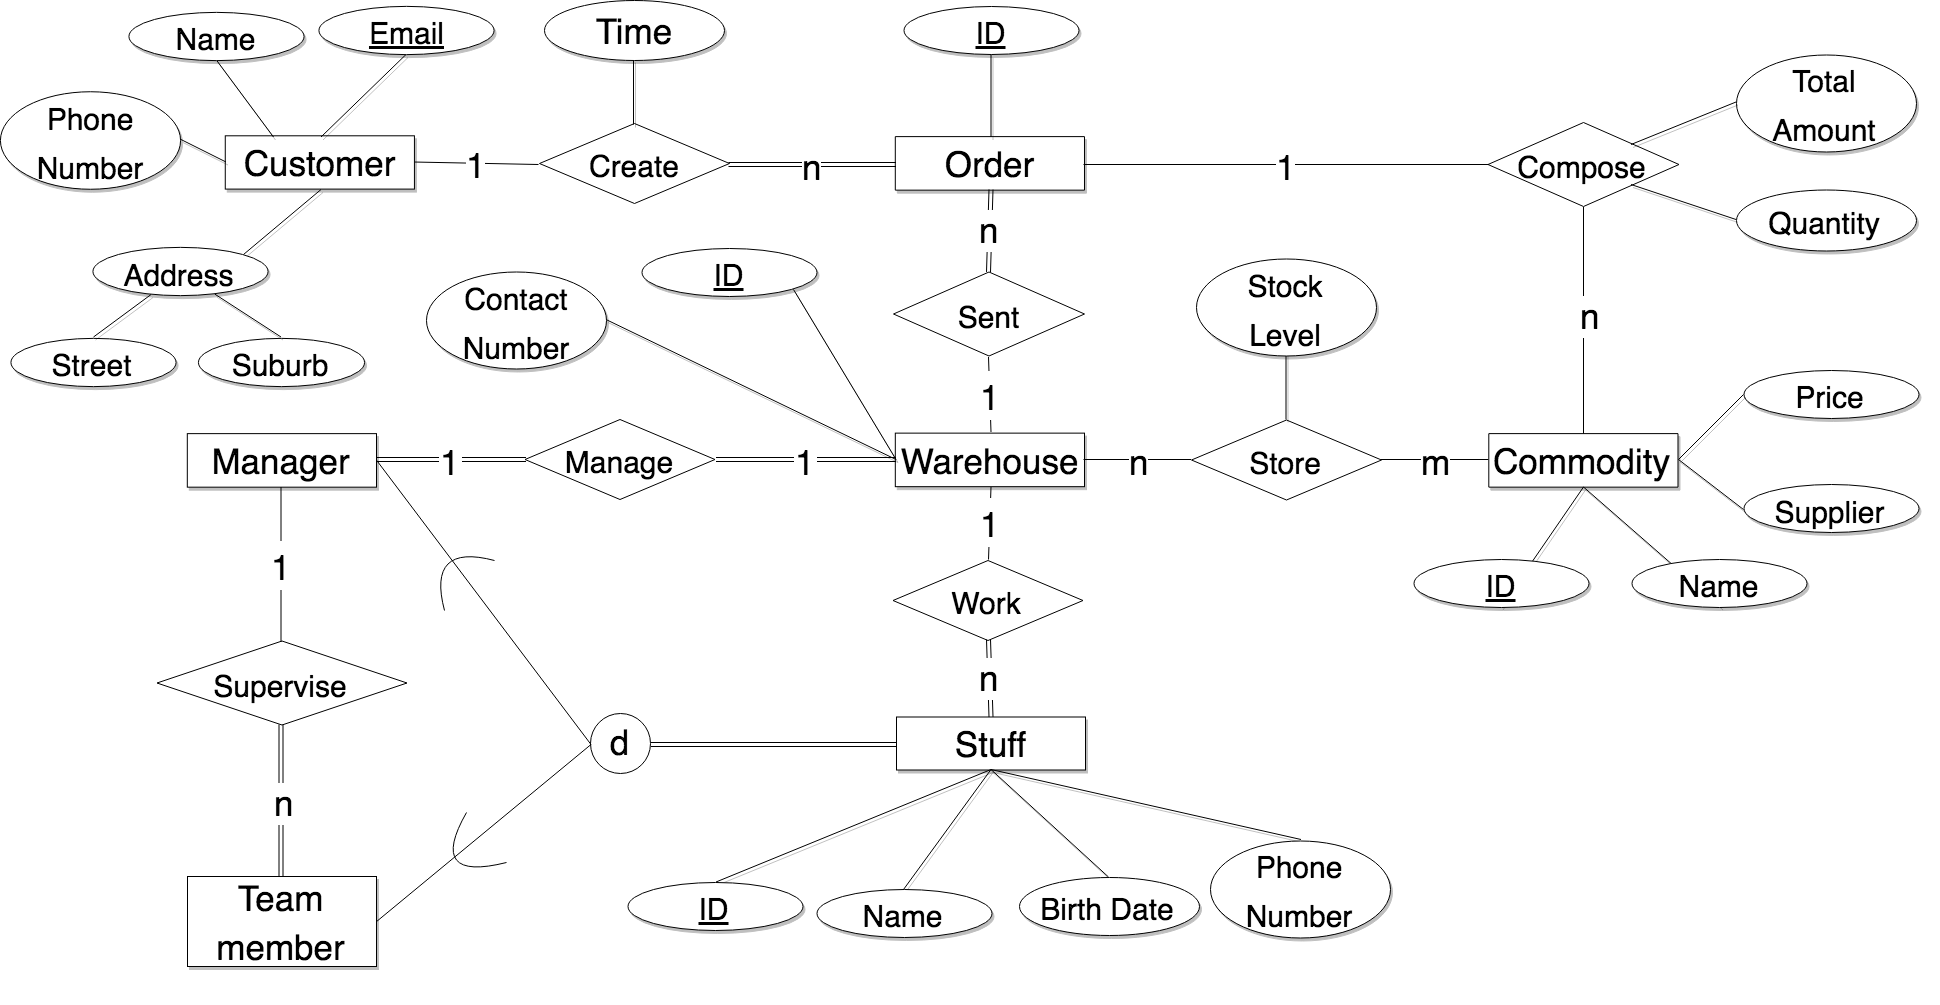 Name
Email
Time
ID
Total
Amount
Phone
Number
Customer
1
Create
n
Order
1
Compose
Quantity
n
Address
Street
Suburb
Contact
Number
ID
Sent
Stock
Level
n
1
Price
Manager
1
Manage
1
Warehouse
n
Store
m
Commodity
Supplier
1
ID
Name
1
Work
Supervise
n
d
Stuff
n
Team
member
ID
Name
Birth Date
Phone
Number